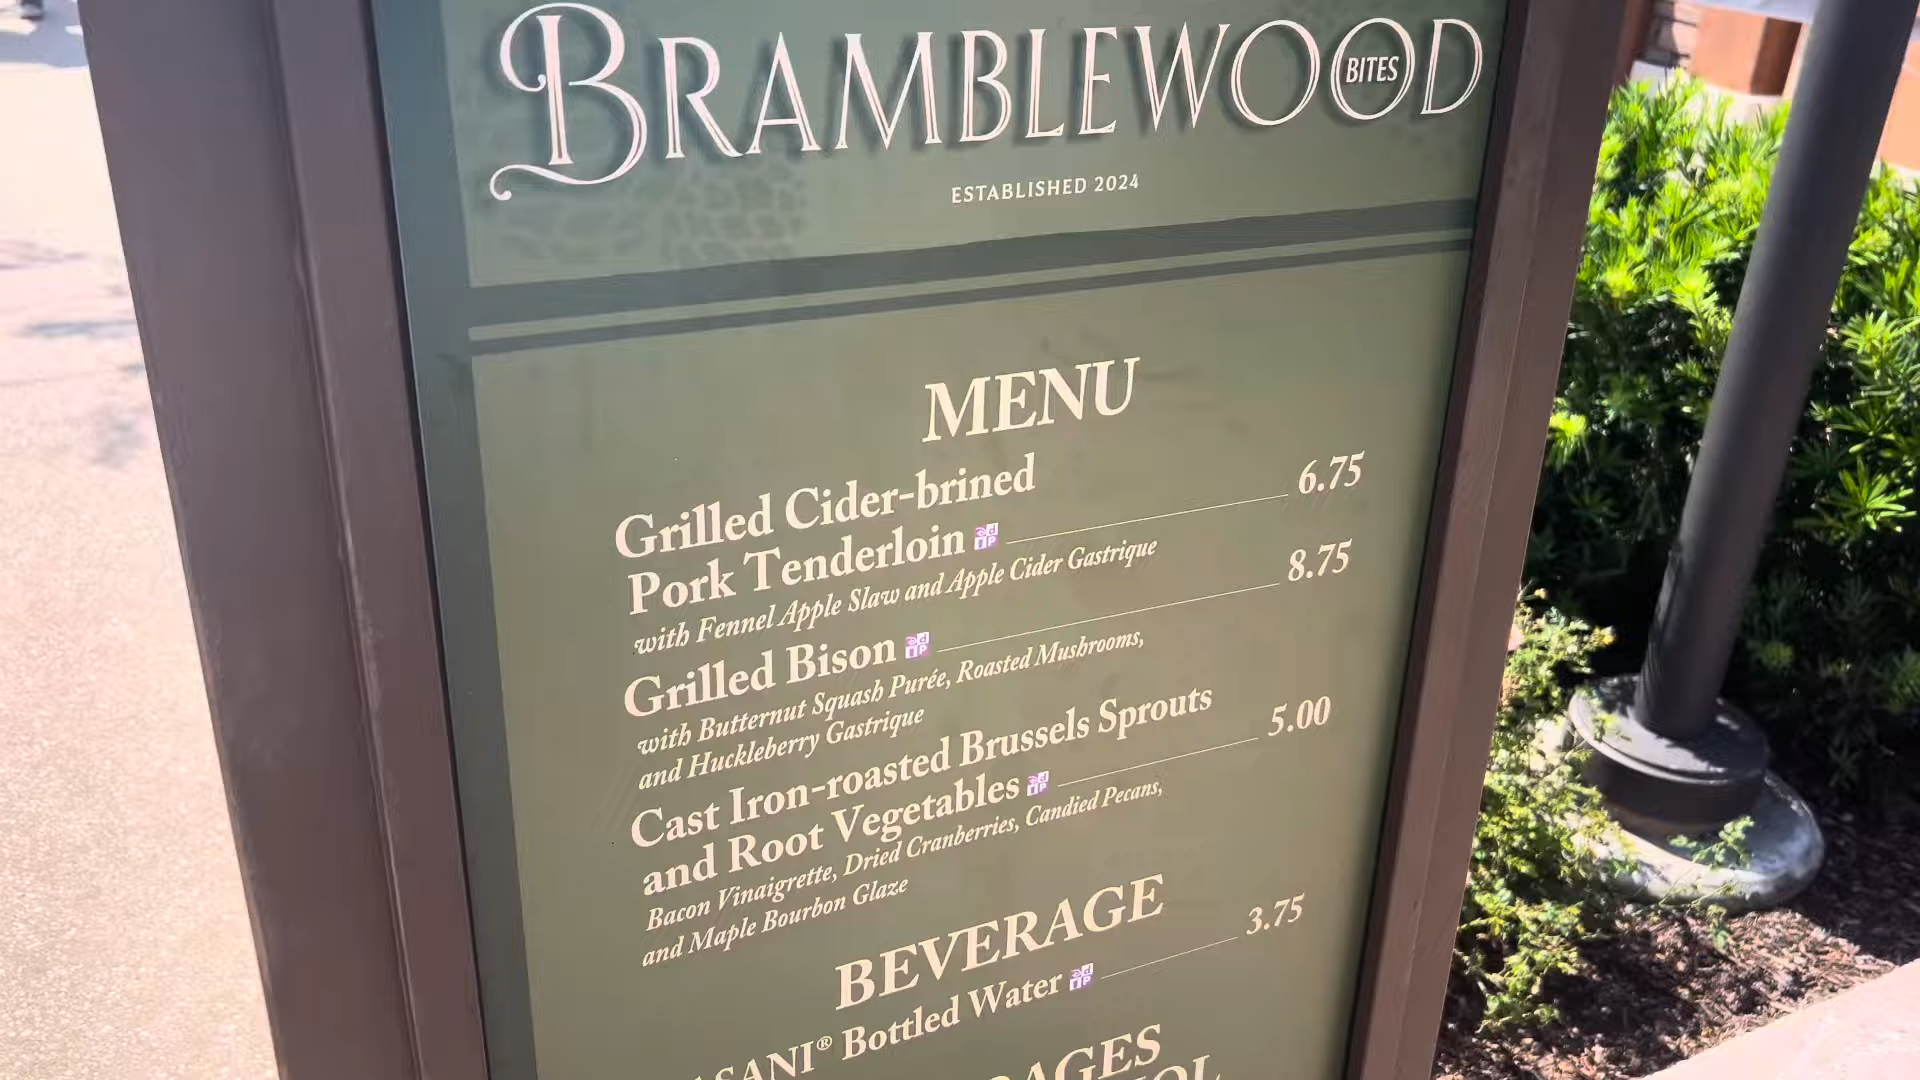 BRAMBLEWOOD
BITES
ESTABLISHED 2024
MENU
Grilled Cider-brined
Pork Tenderloin 6.75
with Fennel Apple Slaw and Apple Cider Gastrique
Grilled Bison 8.75
with Butternut Squash Purée, Roasted Mushrooms,
and Huckleberry Gastrique
Cast Iron-roasted Brussels Sprouts
and Root Vegetables 5.00
Bacon Vinaigrette, Dried Cranberries, Candied Pecans,
and Maple Bourbon Glaze
BEVERAGE
Bottled Water 3.75